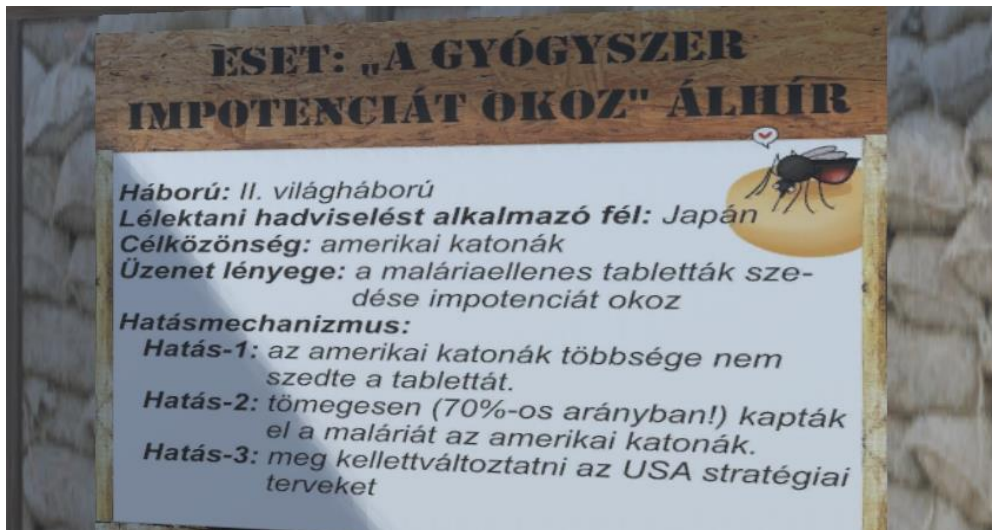 ESET: „A GYÓGYSZER
IMPOTENCIÁT OKOZ" ÁLHÍR
Háború: II. világháború
Lélektani hadviselést alkalmazó fél: Japán
Célközönség: amerikai katonák
Üzenet lényege: a maláriaellenes tabletták sze-
dése impotenciát okoz
Hatásmechanizmus:
Hatás-1: az amerikai katonák többsége nem
szedte a tablettát.
Hatás-2: tömegesen (70%-os arányban!) kapták
el a maláriát az amerikai katonák.
Hatás-3: meg kellettváltoztatni az USA stratégiai
terveket